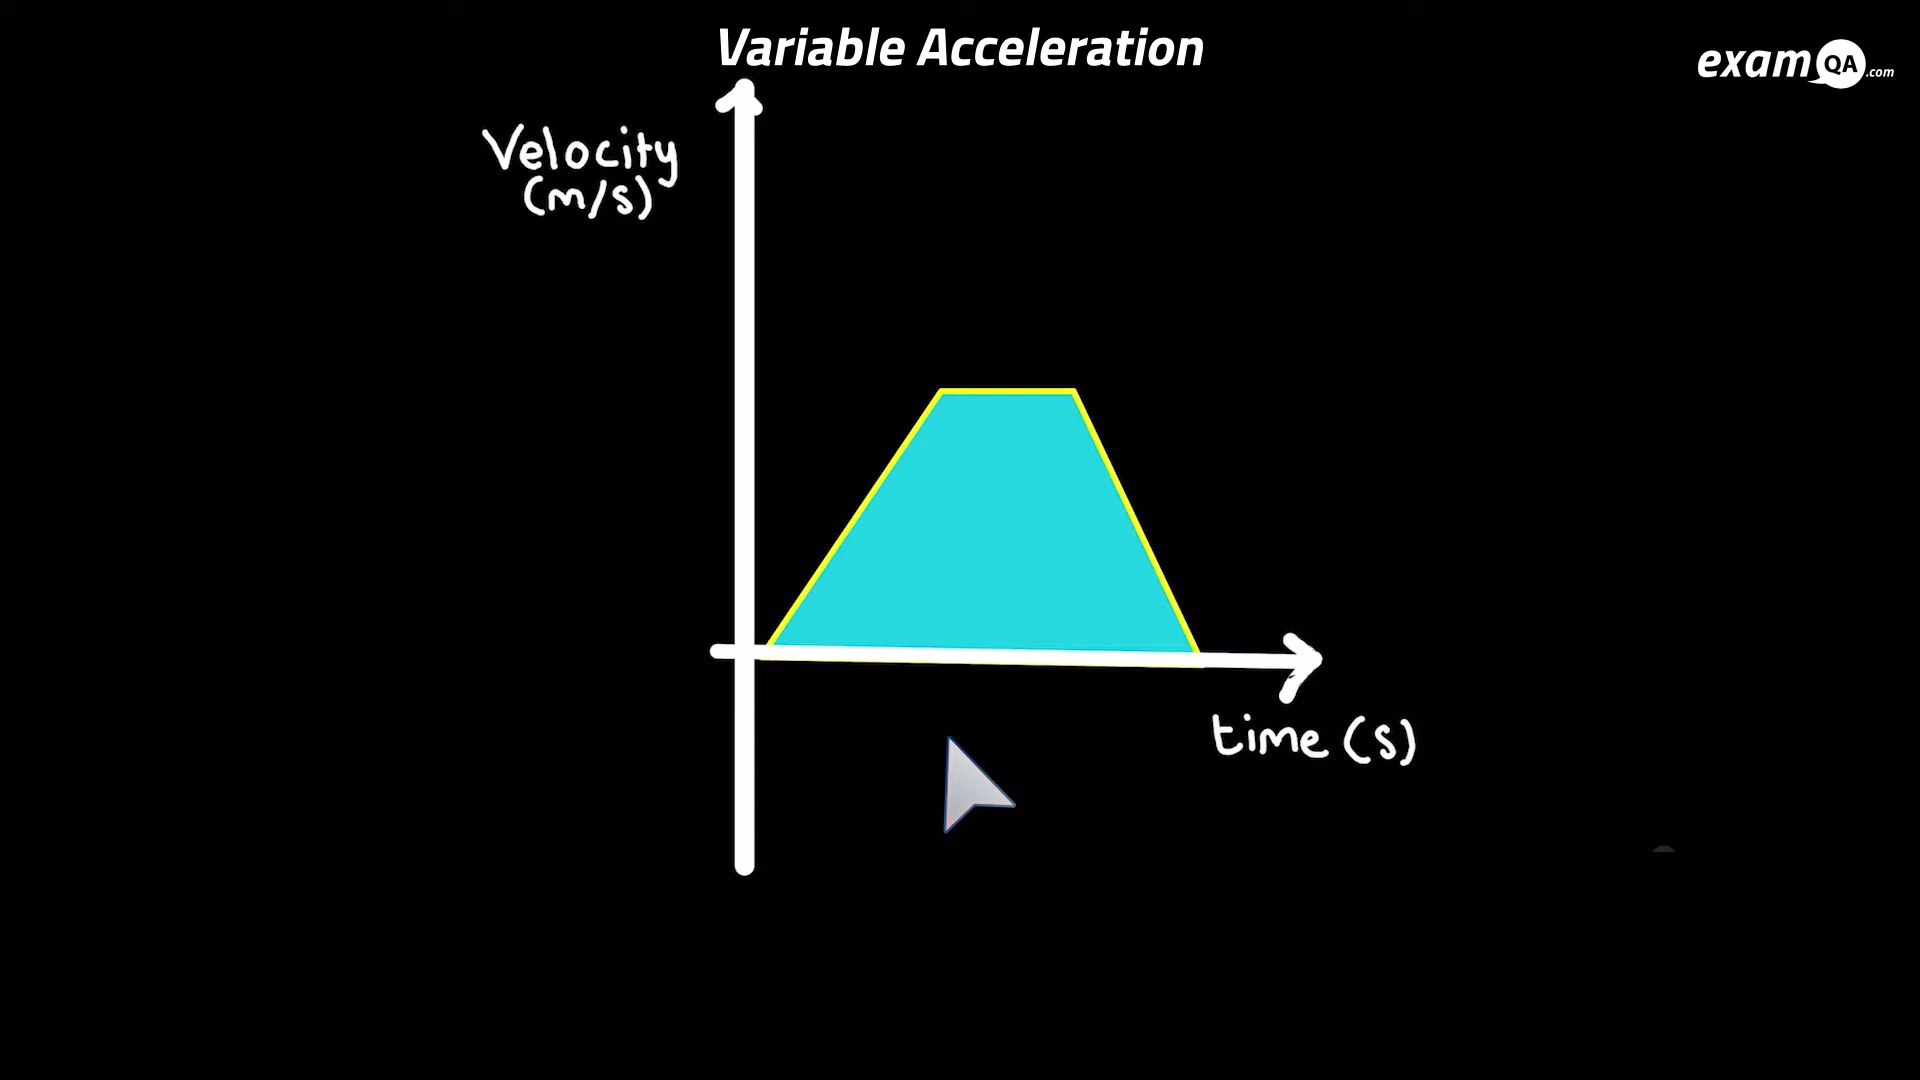 Variable Acceleration
examQA.com
Velocity
(m/s)
time (s)